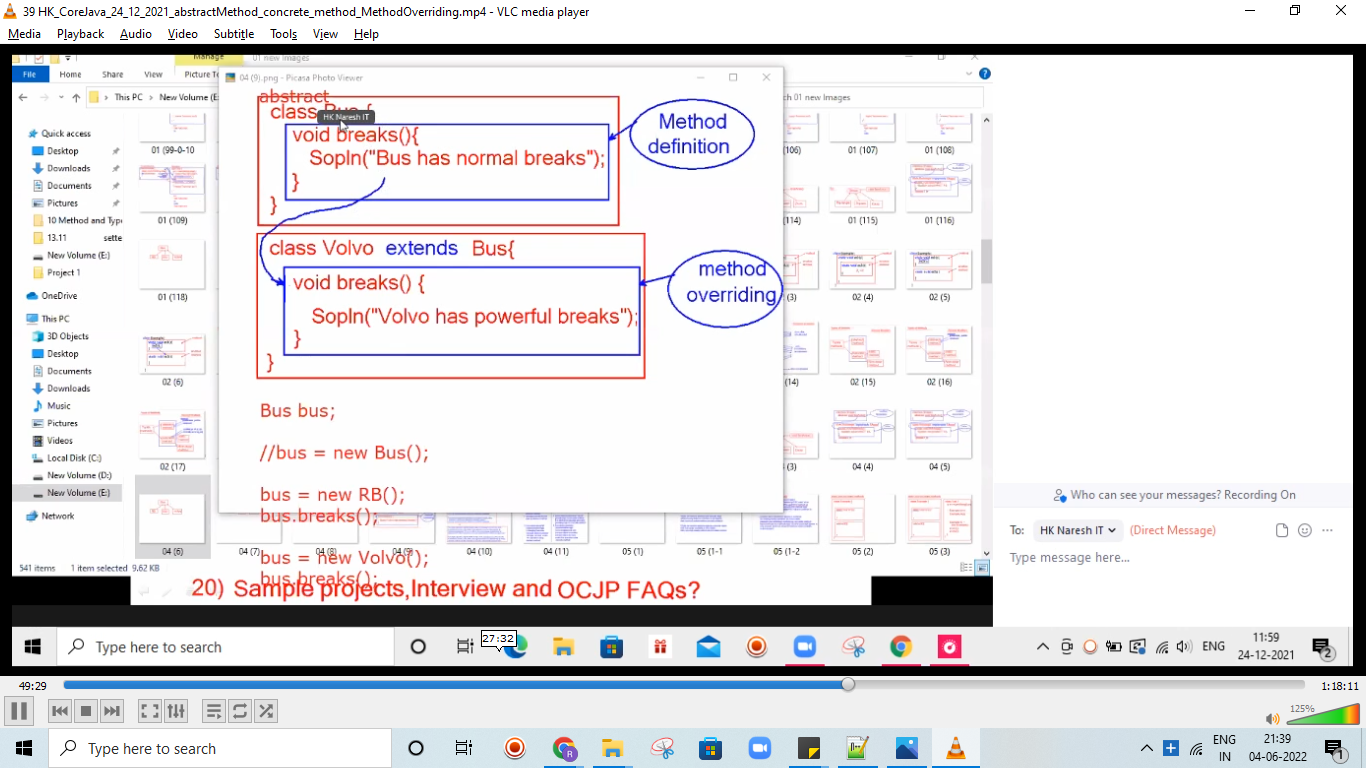 39 HK_CoreJava_24_12_2021_abstractMethod_concrete_method_MethodOverriding.mp4 - VLC media player
Media Playback Audio Video Subtitle Tools View Help
Manage 01 new Images
File Home Share View Picture To
04 (9).png - Picasa Photo Viewer
This PC > New Volume (E:
ch 01 new Images
Quick access
Desktop
Downloads
Documents
Pictures
10 Method and Type
13.11 sette
New Volume (E:)
Project 1
OneDrive
This PC
3D Objects
Desktop
Documents
Downloads
Music
Pictures
Videos
Local Disk (C:)
New Volume (D:)
New Volume (E:)
Network
01 (99-0-10
01 (109)
01 (118)
02 (6)
02 (17)
04 (6)
abstract
class Bus {
HK Naresh IT
void breaks(){
Sopln("Bus has normal breaks");
}
}
Method
definition
class Volvo extends Bus{
void breaks() {
Sopln("Volvo has powerful breaks");
}
}
method
overriding
Bus bus;
//bus = new Bus();
bus = new RB();
bus.breaks();
bus = new Volvo();
bus.breaks();
(106) 01 (107) 01 (108)
(114) 01 (115) 01 (116)
(3) 02 (4) 02 (5)
(14) 02 (15) 02 (16)
(3) 04 (4) 04 (5)
04 (7) 04 (8) 04 (9) 04 (10) 04 (11) 05 (1) 05 (1-1 05 (1-2 05 (2) 05 (3)
541 items 1 item selected 9.62 KB
20) Sample projects,Interview and OCJP FAQs?
Who can see your messages? Recording On
To: HK Naresh IT (Direct Message)
Type message here...
Type here to search
27:32
ENG
11:59
24-12-2021
2
49:29
1:18:11
125%
Type here to search
R
ENG
IN
21:39
04-06-2022
1